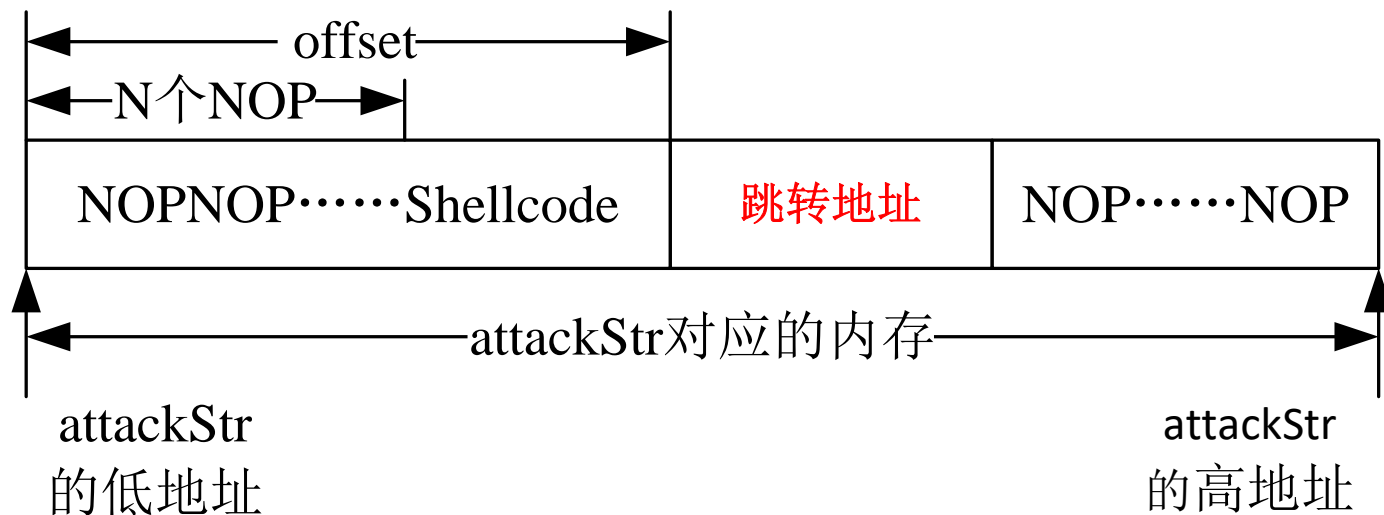 offset
N个NOP
NOPNOP……Shellcode
跳转地址
NOP……NOP
attackStr对应的内存
attackStr
的低地址
attackStr
的高地址